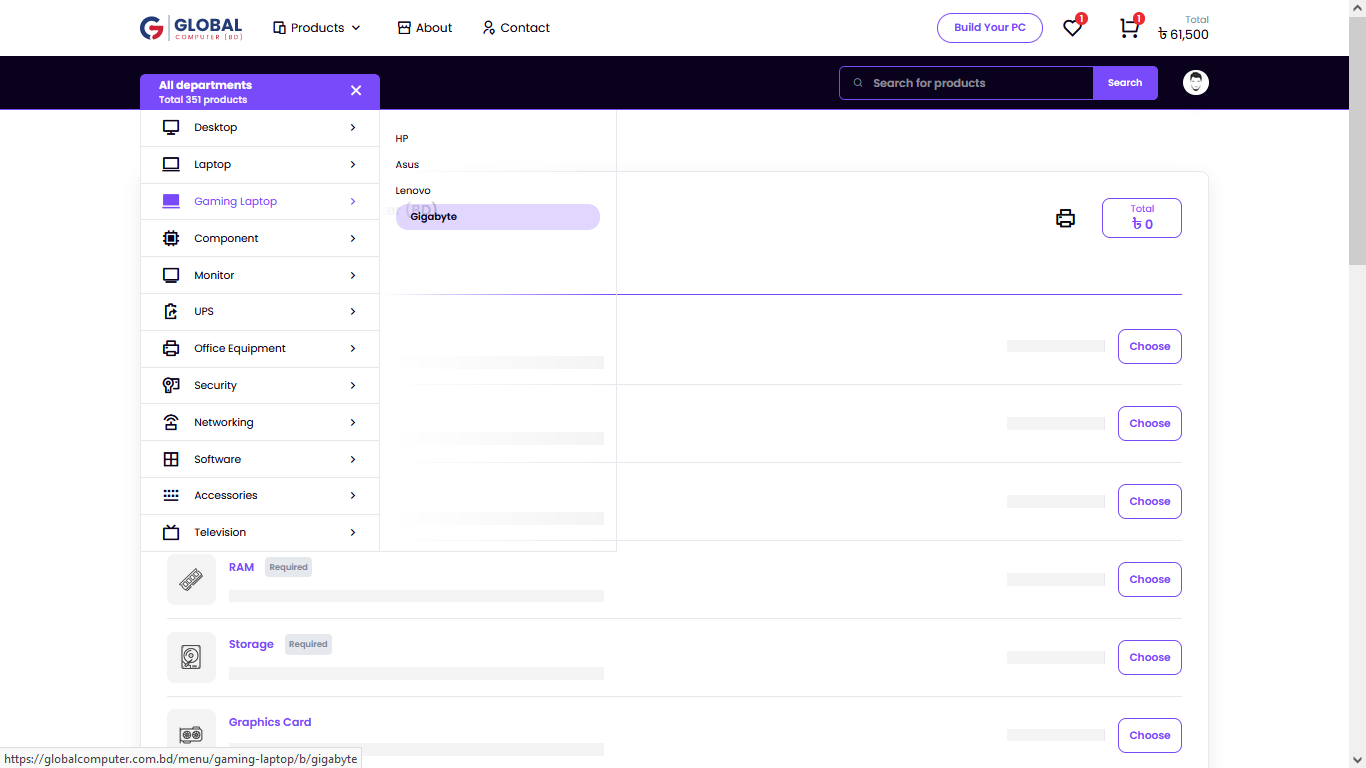 GLOBAL
COMPUTER (BD)
Products
About
Contact
Build Your PC
1
1
Total
৳ 61,500
All departments
Total 351 products
Search for products
Search
Desktop
Laptop
Gaming Laptop
Component
Monitor
UPS
Office Equipment
Security
Networking
Software
Accessories
Television
HP
Asus
Lenovo
Gigabyte
(BD)
Total
৳ 0
Choose
Choose
Choose
RAM
Required
Choose
Storage
Required
Choose
Graphics Card
Choose
https://globalcomputer.com.bd/menu/gaming-laptop/b/gigabyte